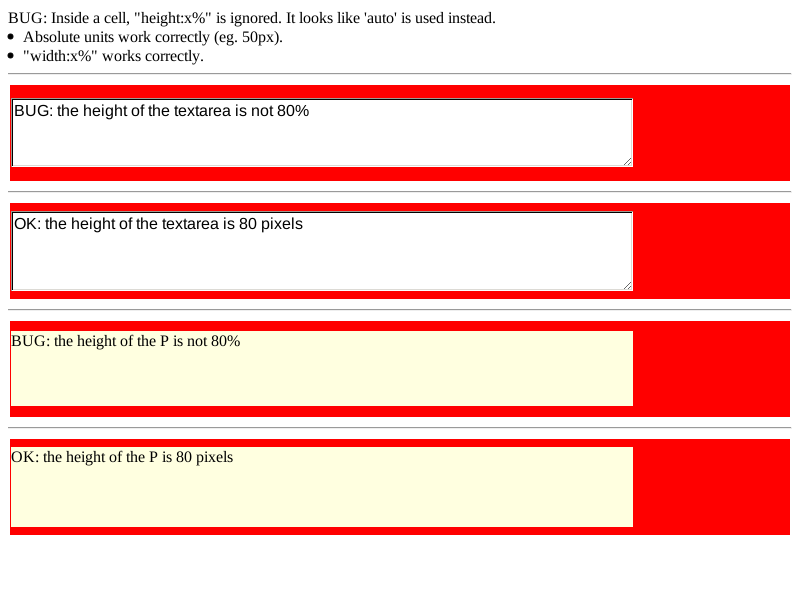 BUG: Inside a cell, "height:x%" is ignored. It looks like 'auto' is used instead.
Absolute units work correctly (eg. 50px).
"width:x%" works correctly.
BUG: the height of the textarea is not 80%
OK: the height of the textarea is 80 pixels
BUG: the height of the P is not 80%
OK: the height of the P is 80 pixels